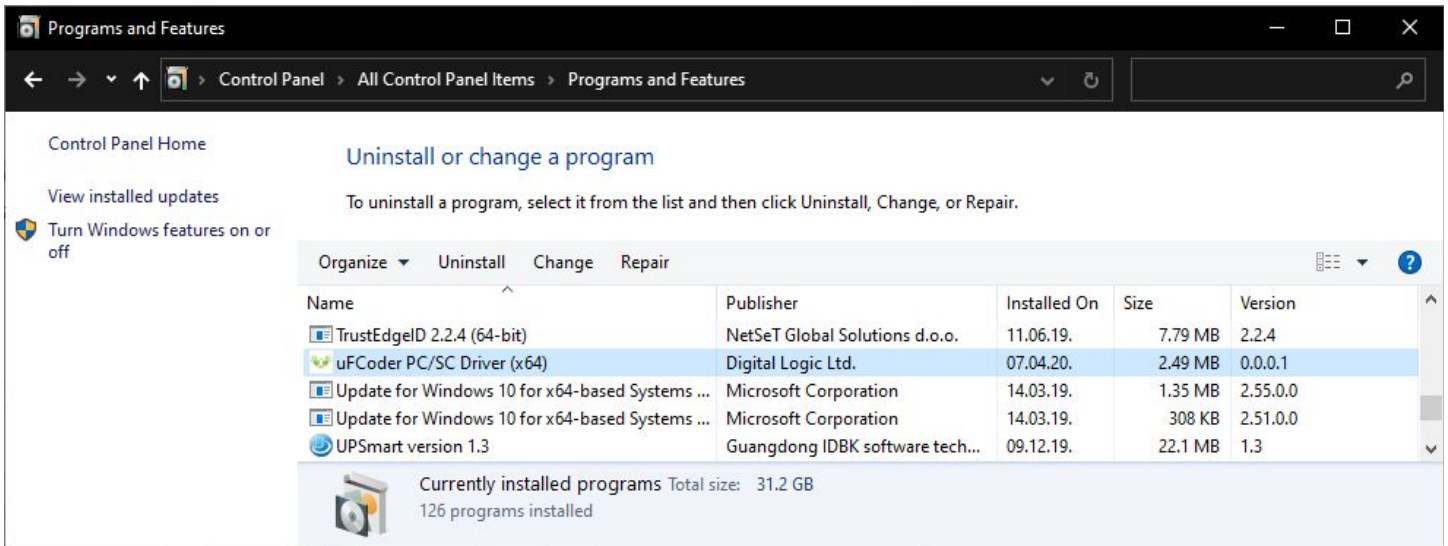 Programs and Features
Control Panel > All Control Panel Items > Programs and Features
Control Panel Home
View installed updates
Turn Windows features on or
off
Uninstall or change a program
To uninstall a program, select it from the list and then click Uninstall, Change, or Repair.
Organize Uninstall Change Repair
Name Publisher Installed On Size Version
TrustEdgeID 2.2.4 (64-bit) NetSeT Global Solutions d.o.o. 11.06.19. 7.79 MB 2.2.4
uFCoder PC/SC Driver (x64) Digital Logic Ltd. 07.04.20. 2.49 MB 0.0.0.1
Update for Windows 10 for x64-based Systems ... Microsoft Corporation 14.03.19. 1.35 MB 2.55.0.0
Update for Windows 10 for x64-based Systems ... Microsoft Corporation 14.03.19. 308 KB 2.51.0.0
UPSmart version 1.3 Guangdong IDBK software tech... 09.12.19. 22.1 MB 1.3
Currently installed programs Total size: 31.2 GB
126 programs installed